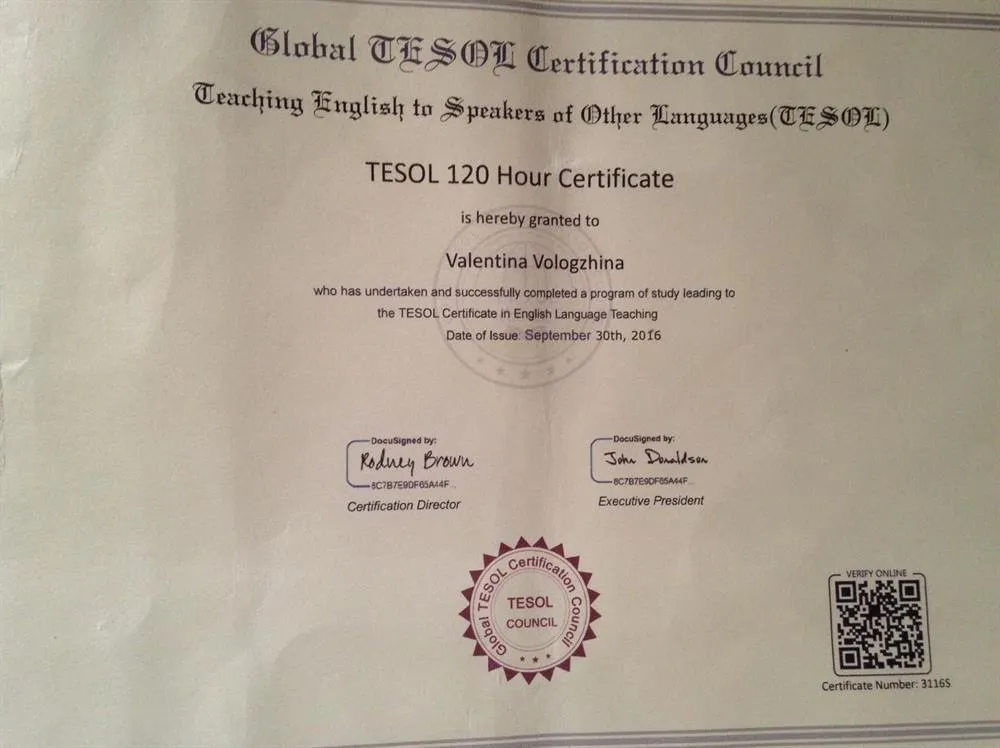 Global TESOL Certification Council
Teaching English to Speakers of Other Languages(TESOL)
TESOL 120 Hour Certificate
is hereby granted to
Valentina Vologzhina
who has undertaken and successfully completed a program of study leading to
the TESOL Certificate in English Language Teaching
Date of Issue: September 30th, 2016
DocuSigned by:
Rodney Brown
8C7B7E9DF65A44F...
Certification Director
DocuSigned by:
John Donaldson
8C7B7E9DF65A44F...
Executive President
Global TESOL Certification Council
TESOL
COUNCIL
VERIFY ONLINE
Certificate Number: 3116S